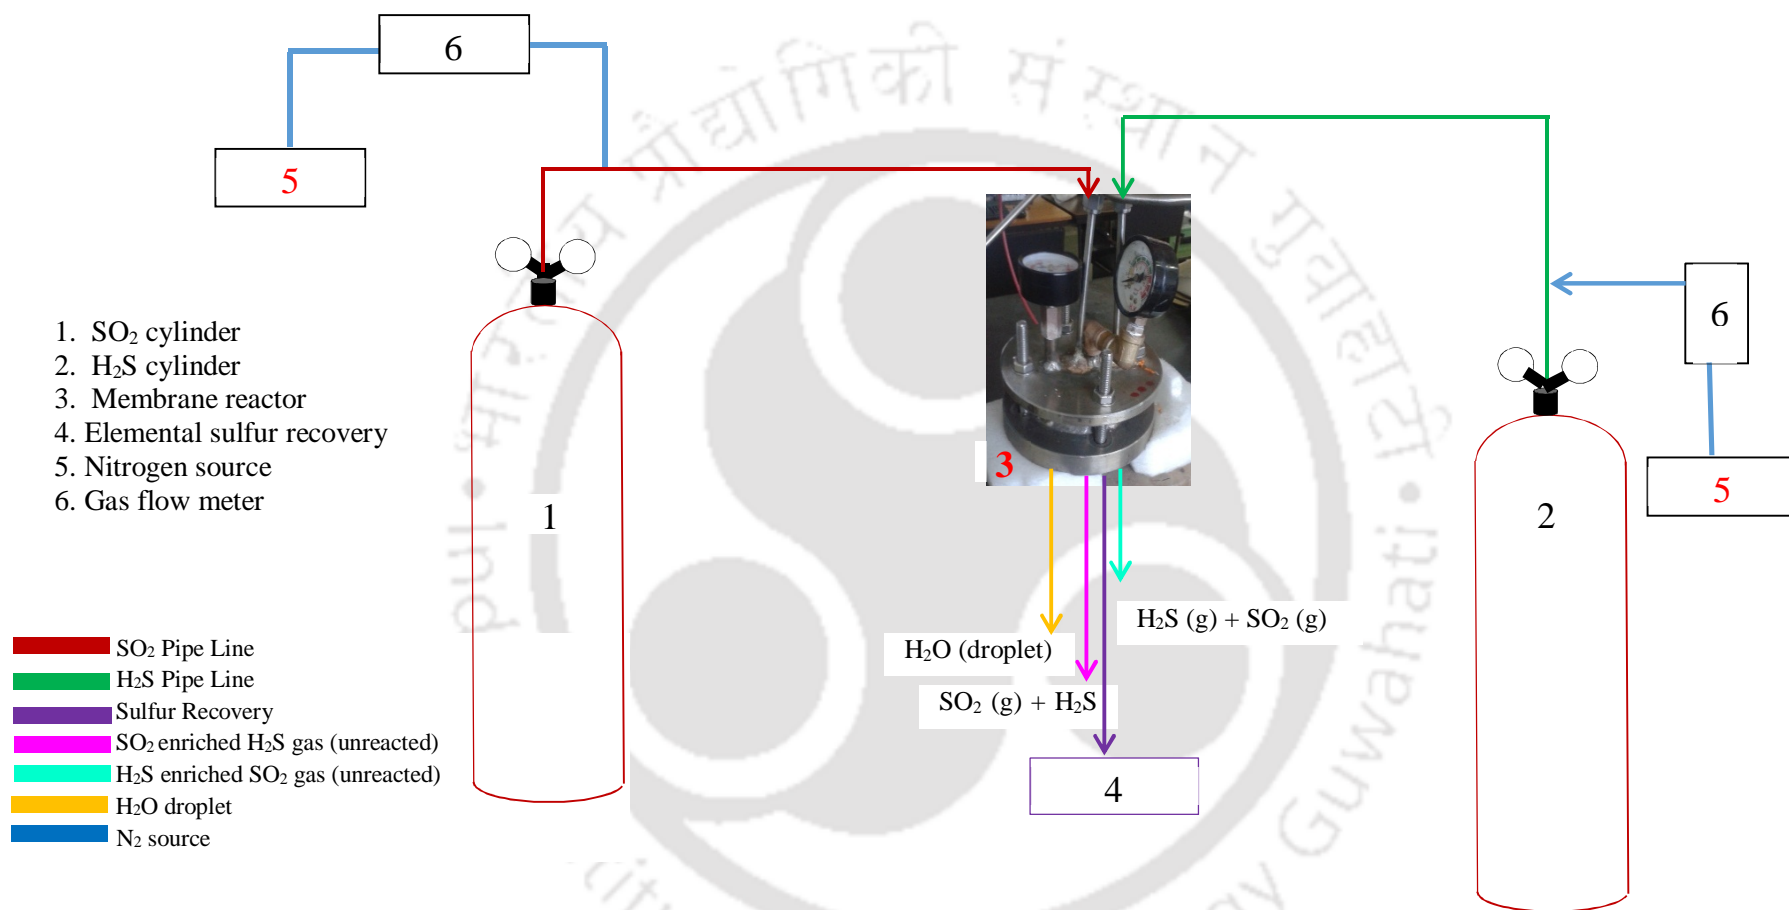 6
5
1. SO₂ cylinder
2. H₂S cylinder
3. Membrane reactor
4. Elemental sulfur recovery
5. Nitrogen source
6. Gas flow meter
1
3
6
5
2
H₂S (g) + SO₂ (g)
H₂O (droplet)
SO₂ (g) + H₂S
4
SO₂ Pipe Line
H₂S Pipe Line
Sulfur Recovery
SO₂ enriched H₂S gas (unreacted)
H₂S enriched SO₂ gas (unreacted)
H₂O droplet
N₂ source
प्रौद्योगिकी संस्थान गुवाहाटी
Guwahati